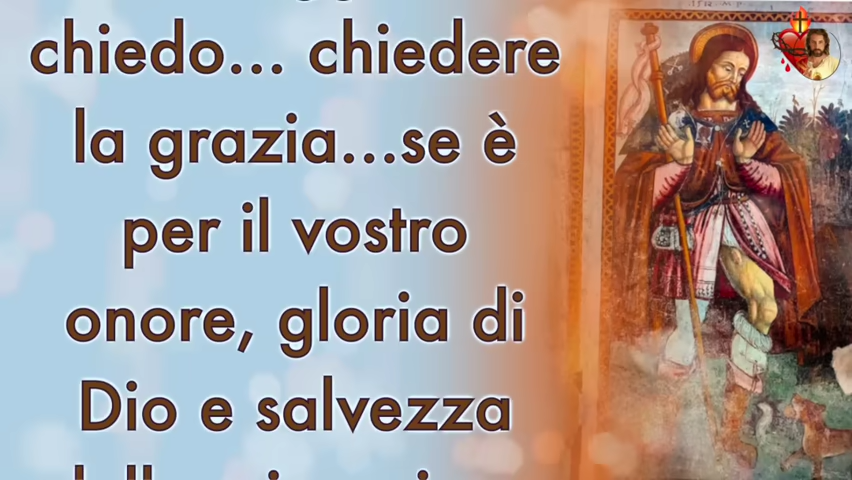 chiedo... chiedere
la grazia...se è
per il vostro
onore, gloria di
Dio e salvezza